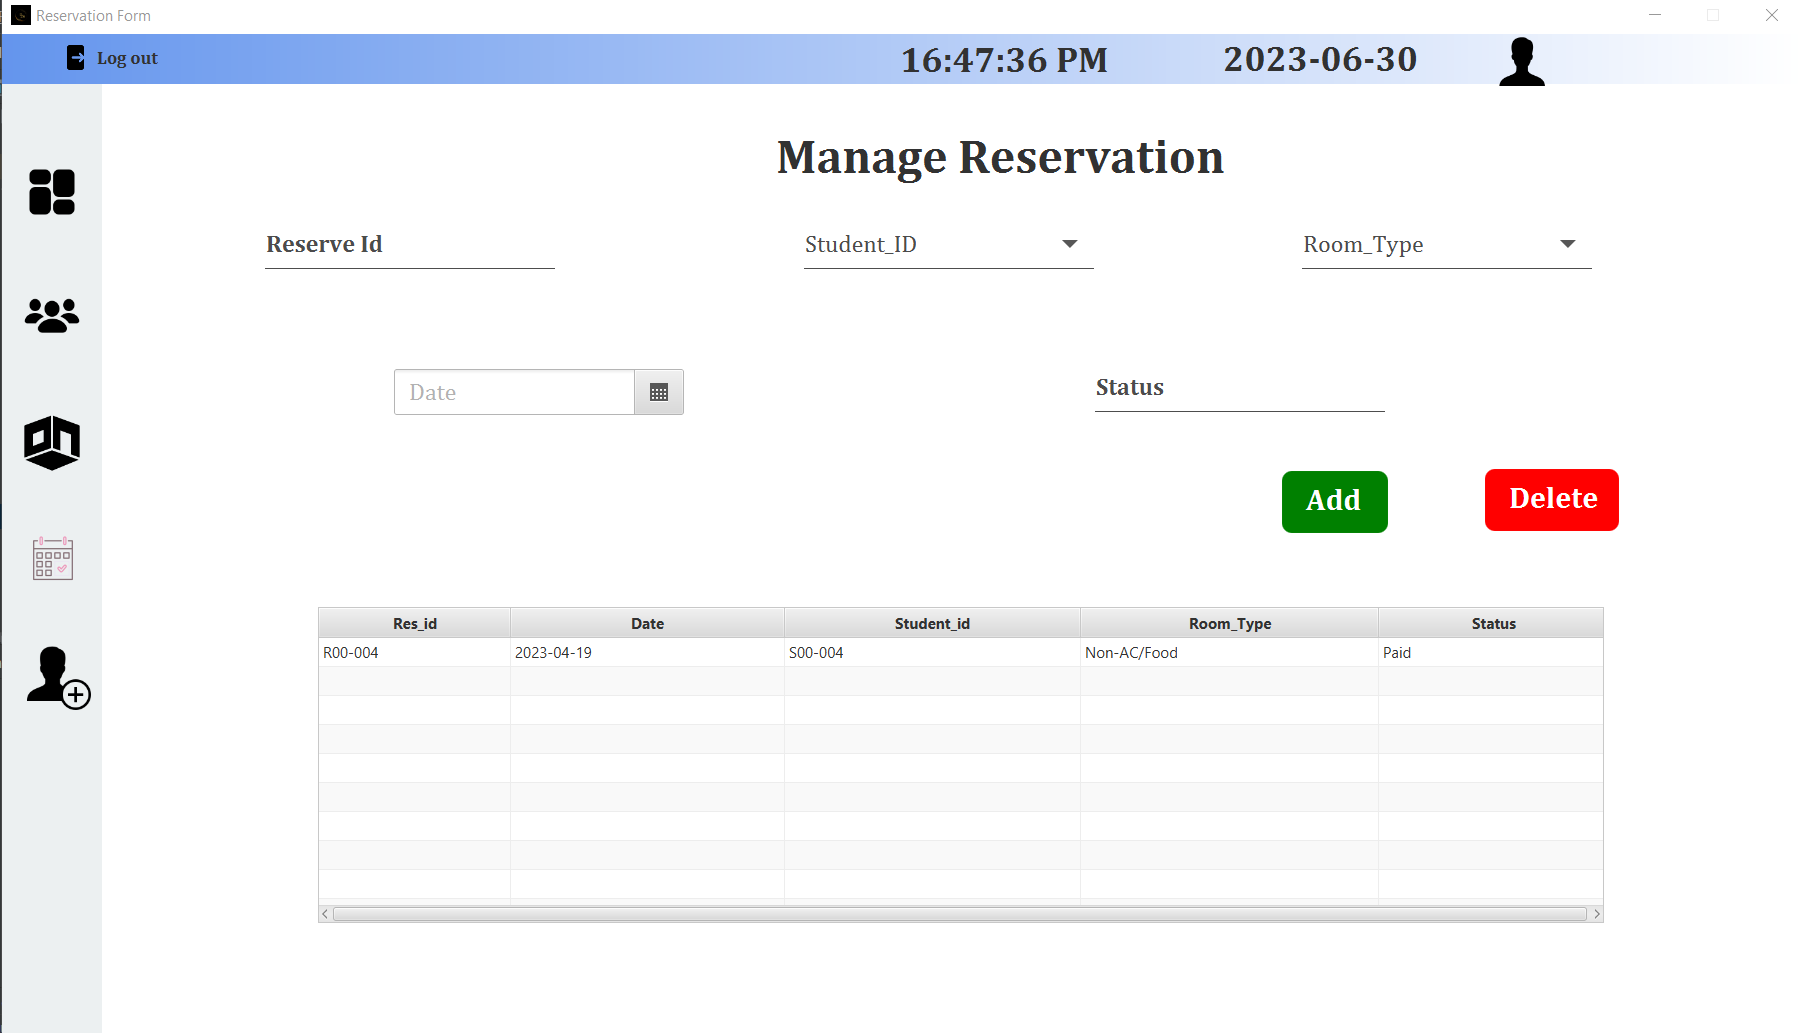 Reservation Form
Log out
16:47:36 PM
2023-06-30
Manage Reservation
Reserve Id
Student_ID
Room_Type
Date
Status
Add
Delete
Res_id Date Student_id Room_Type Status
R00-004 2023-04-19 S00-004 Non-AC/Food Paid